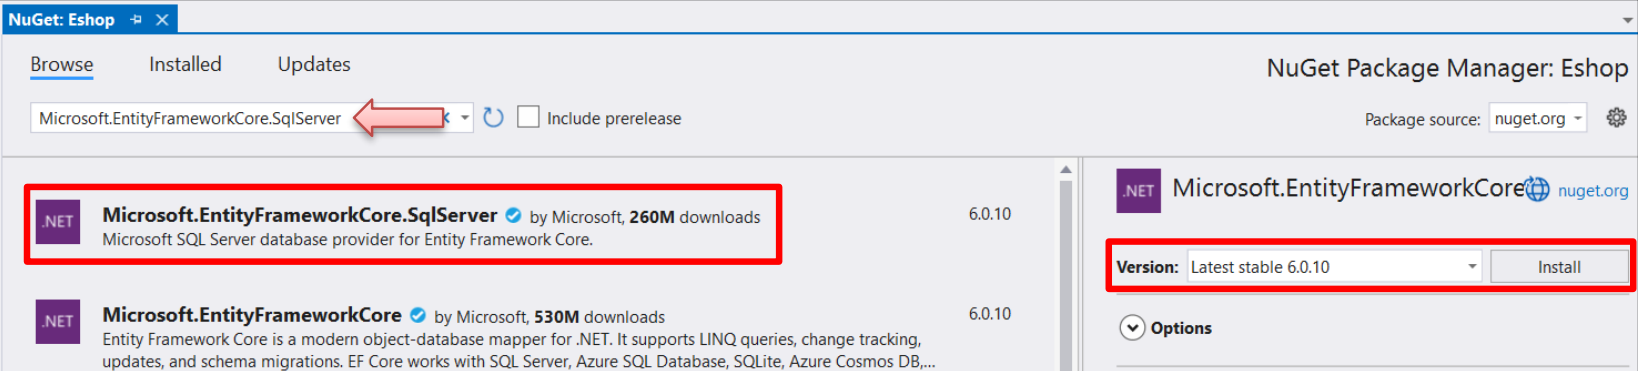 NuGet: Eshop
Browse Installed Updates
NuGet Package Manager: Eshop
Microsoft.EntityFrameworkCore.SqlServer
Include prerelease
Package source: nuget.org
.NET
Microsoft.EntityFrameworkCore.SqlServer by Microsoft, 260M downloads
6.0.10
Microsoft SQL Server database provider for Entity Framework Core.
.NET
Microsoft.EntityFrameworkCore by Microsoft, 530M downloads
6.0.10
Entity Framework Core is a modern object-database mapper for .NET. It supports LINQ queries, change tracking,
updates, and schema migrations. EF Core works with SQL Server, Azure SQL Database, SQLite, Azure Cosmos DB,...
.NET
Microsoft.EntityFrameworkCore nuget.org
Version: Latest stable 6.0.10 Install
Options